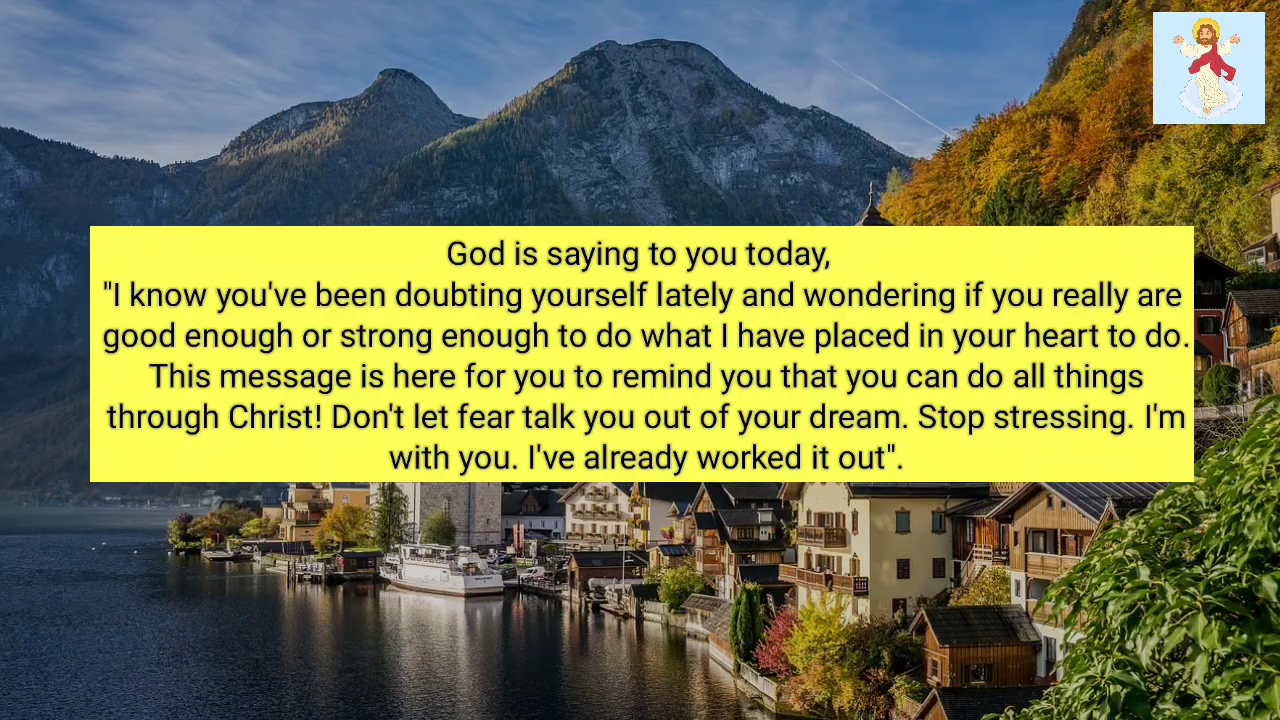 God is saying to you today,
"I know you've been doubting yourself lately and wondering if you really are
good enough or strong enough to do what I have placed in your heart to do.
This message is here for you to remind you that you can do all things
through Christ! Don't let fear talk you out of your dream. Stop stressing. I'm
with you. I've already worked it out".